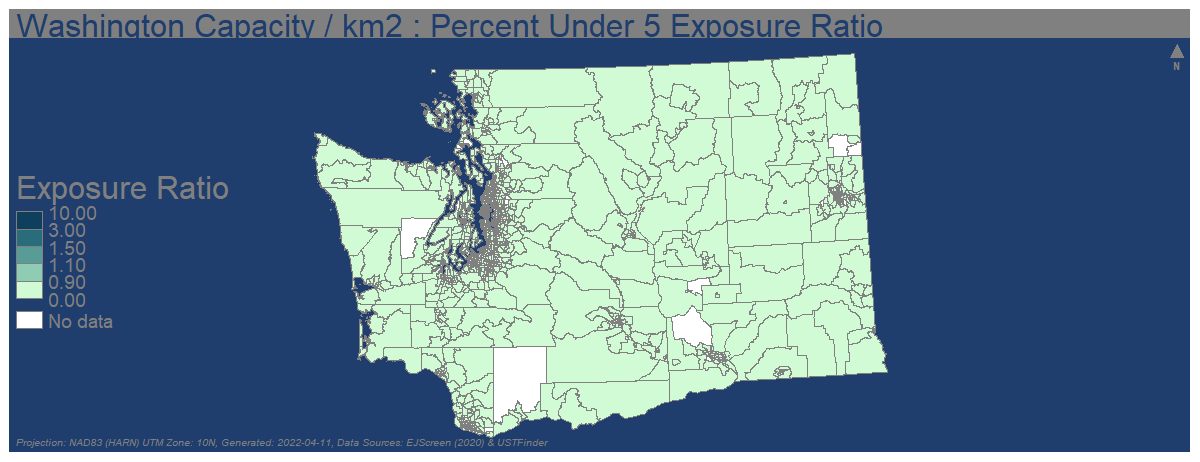 Washington Capacity / km2 : Percent Under 5 Exposure Ratio
N
Exposure Ratio
10.00
3.00
1.50
1.10
0.90
0.00
No data
Projection: NAD83 (HARN) UTM Zone: 10N, Generated: 2022-04-11, Data Sources: EJScreen (2020) & USTFinder